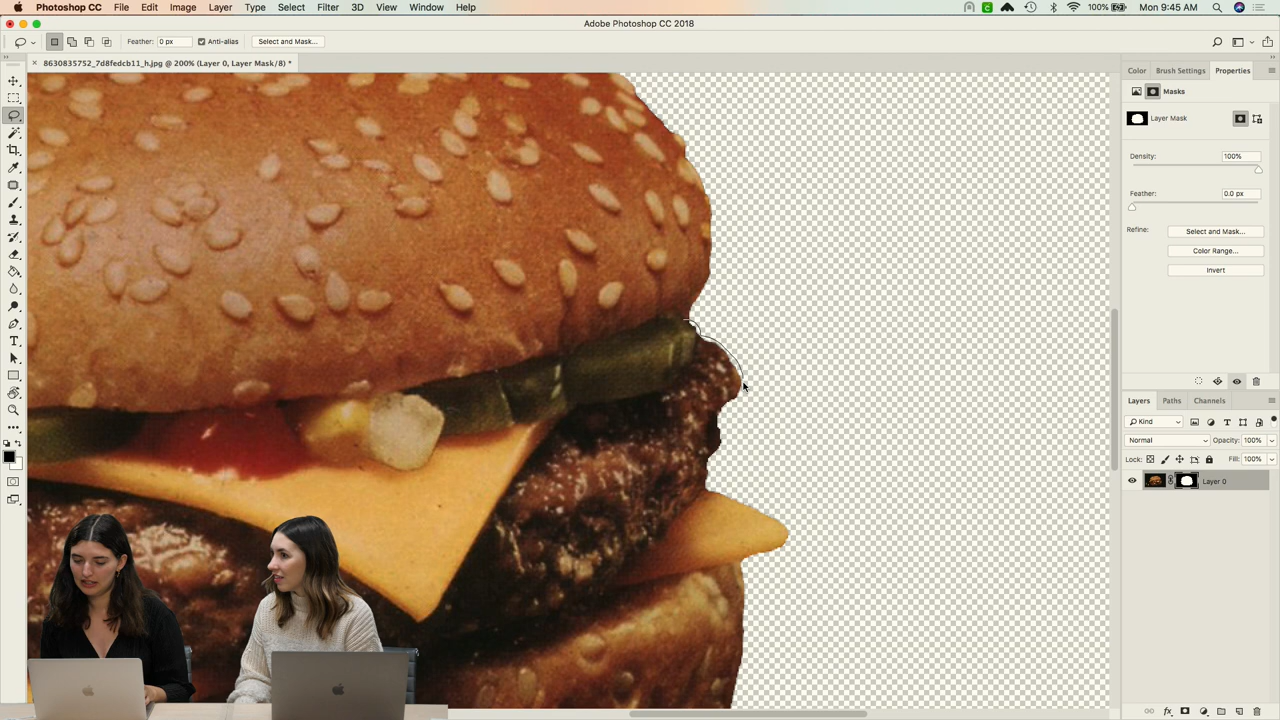 Photoshop CC File Edit Image Layer Type Select Filter 3D View Window Help 100% Mon 9:45 AM
Adobe Photoshop CC 2018
Feather: 0 px Anti-alias Select and Mask...
8630835752_7d8fedcb11_h.jpg @ 200% (Layer 0, Layer Mask/8) *
Color Brush Settings Properties
Masks
Layer Mask
Density: 100%
Feather: 0.0 px
Refine: Select and Mask...
Color Range...
Invert
Layers Paths Channels
Kind
Normal Opacity: 100%
Lock: Fill: 100%
Layer 0